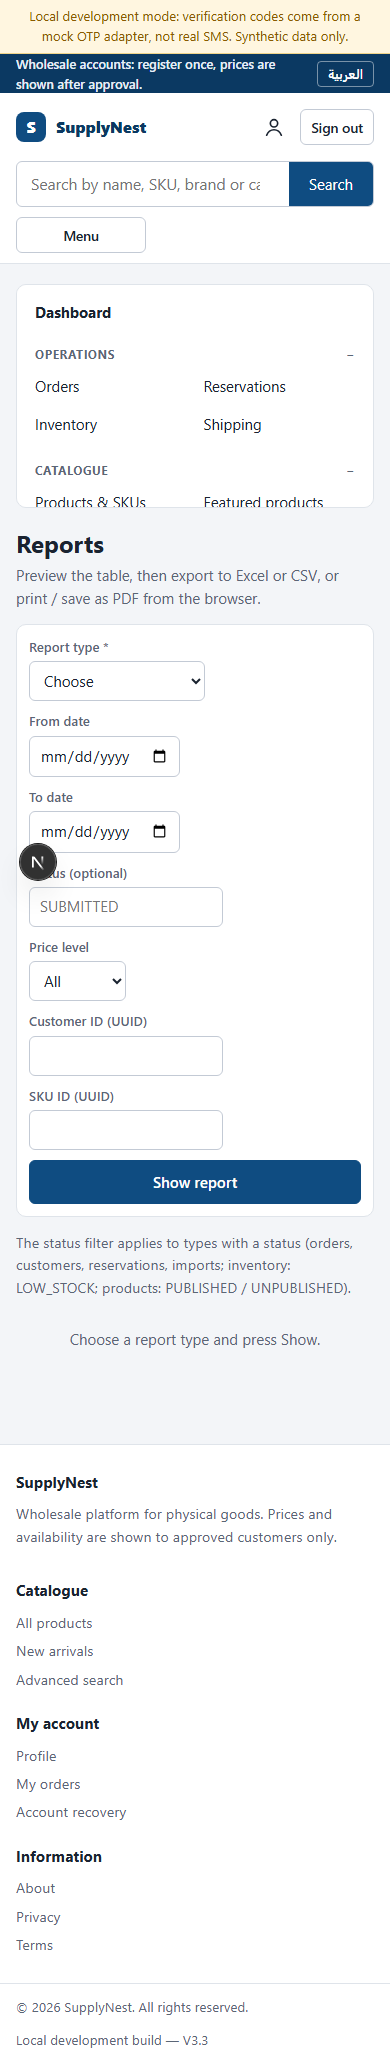 Local development mode: verification codes come from a
mock OTP adapter, not real SMS. Synthetic data only.
Wholesale accounts: register once, prices are
shown after approval.
العربية
S SupplyNest
Sign out
Search by name, SKU, brand or ca
Search
Menu
Dashboard
OPERATIONS –
Orders Reservations
Inventory Shipping
CATALOGUE –
Products & SKUs Featured products
Reports
Preview the table, then export to Excel or CSV, or
print / save as PDF from the browser.
Report type *
Choose
From date
mm/dd/yyyy
To date
mm/dd/yyyy
N
(optional)
SUBMITTED
Price level
All
Customer ID (UUID)
SKU ID (UUID)
Show report
The status filter applies to types with a status (orders,
customers, reservations, imports; inventory:
LOW_STOCK; products: PUBLISHED / UNPUBLISHED).
Choose a report type and press Show.
SupplyNest
Wholesale platform for physical goods. Prices and
availability are shown to approved customers only.
Catalogue
All products
New arrivals
Advanced search
My account
Profile
My orders
Account recovery
Information
About
Privacy
Terms
© 2026 SupplyNest. All rights reserved.
Local development build — V3.3